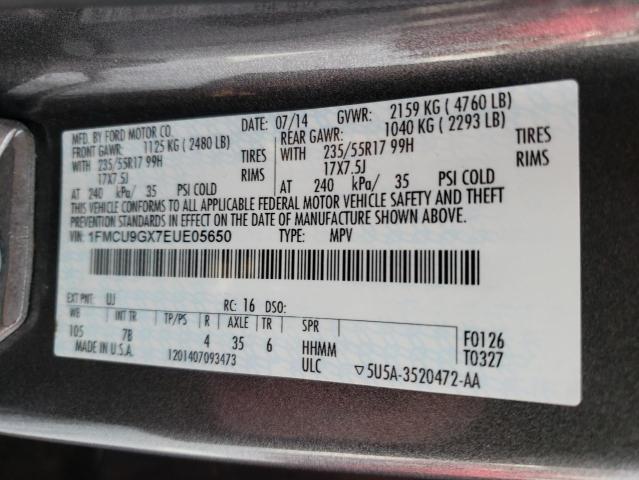 MFD. BY FORD MOTOR CO. DATE: 07/14 GVWR: 2159 KG ( 4760 LB)
FRONT GAWR: 1125 KG ( 2480 LB) REAR GAWR: 1040 KG ( 2293 LB)
WITH 235/55R17 99H TIRES WITH 235/55R17 99H TIRES
17X7.5J RIMS 17X7.5J RIMS
AT 240 kPa/ 35 PSI COLD AT 240 kPa/ 35 PSI COLD
THIS VEHICLE CONFORMS TO ALL APPLICABLE FEDERAL MOTOR VEHICLE SAFETY AND THEFT
PREVENTION STANDARDS IN EFFECT ON THE DATE OF MANUFACTURE SHOWN ABOVE.
VIN: 1FMCU9GX7EUE05650 TYPE: MPV
EXT PNT: UJ RC: 16 DSO:
WB INT TR TP/PS R AXLE TR SPR
105 7B 4 35 6 HHMM F0126
MADE IN U.S.A. 1201407093473 ULC T0327
▽5U5A-3520472-AA